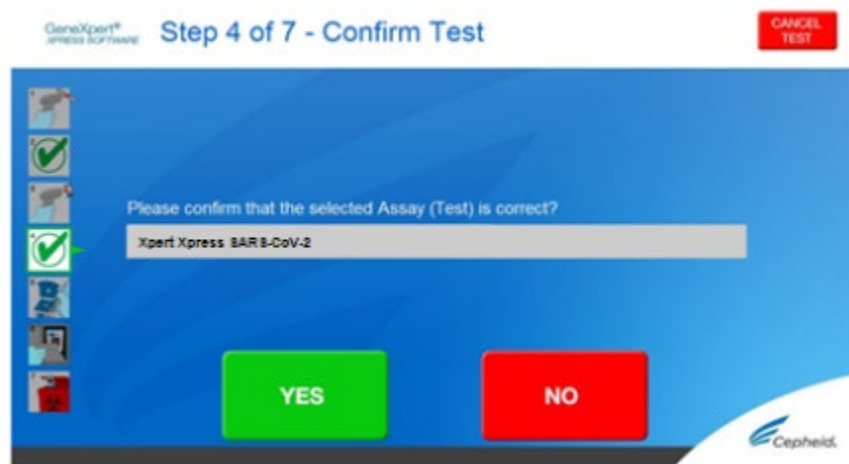 GeneXpert®
XPRESS SOFTWARE
Step 4 of 7 - Confirm Test
CANCEL
TEST
Please confirm that the selected Assay (Test) is correct?
Xpert Xpress SARS-CoV-2
YES
NO
Cepheid.